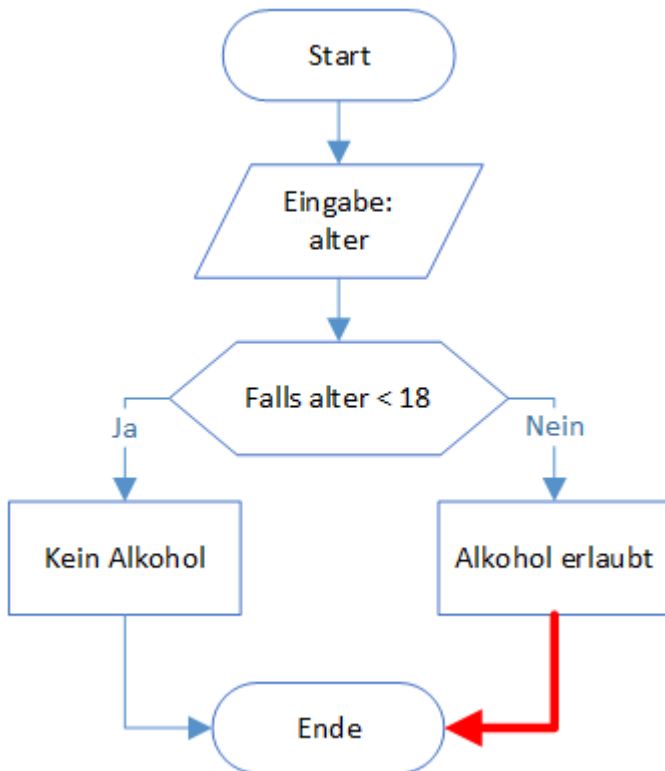 Start
Eingabe:
alter
Falls alter < 18
Ja
Nein
Kein Alkohol
Alkohol erlaubt
Ende